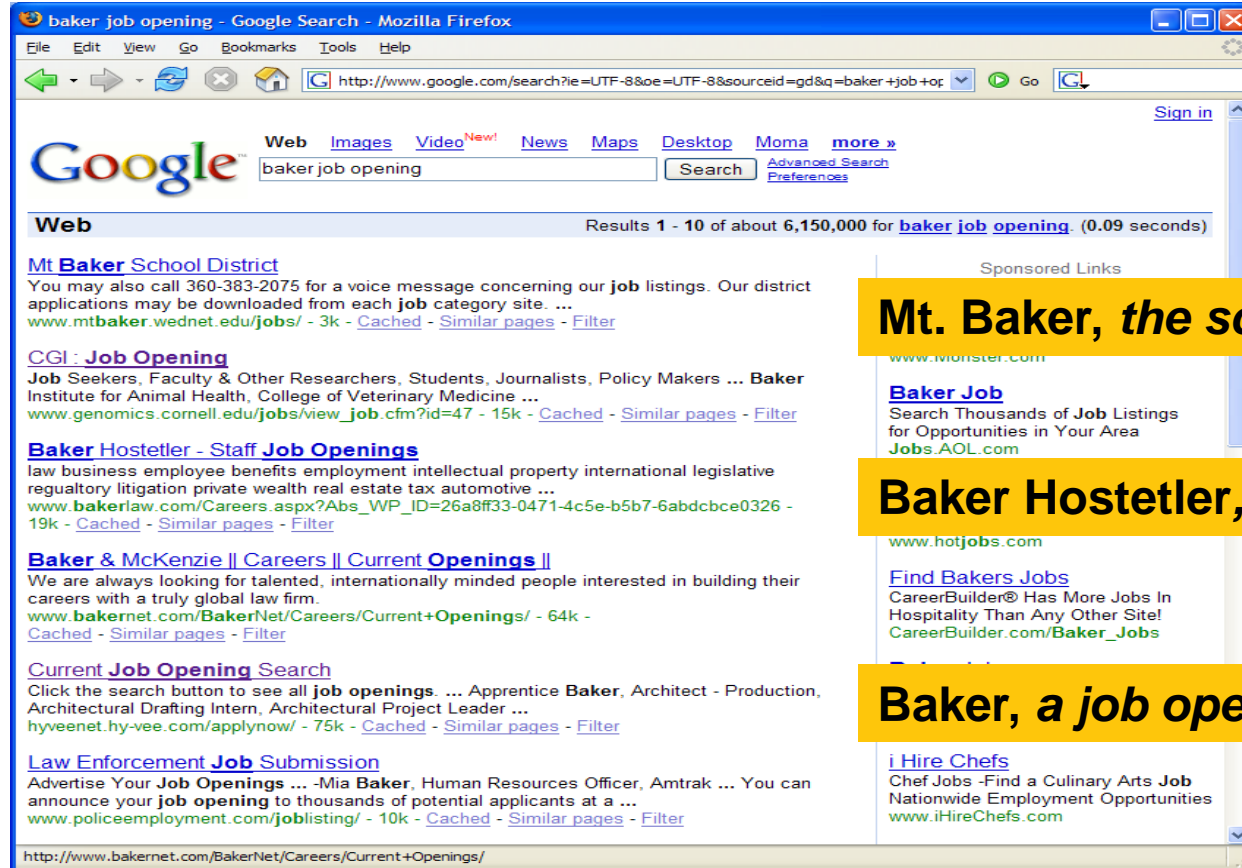 baker job opening - Google Search - Mozilla Firefox
File Edit View Go Bookmarks Tools Help
G http://www.google.com/search?ie=UTF-8&oe=UTF-8&sourceid=gd&q=baker+job+op Go G
Sign in
Google Web Images Video New! News Maps Desktop Moma more »
baker job opening Search Advanced Search
Preferences
Web Results 1 - 10 of about 6,150,000 for baker job opening. (0.09 seconds)
Mt Baker School District
You may also call 360-383-2075 for a voice message concerning our job listings. Our district
applications may be downloaded from each job category site. ...
www.mtbaker.wednet.edu/jobs/ - 3k - Cached - Similar pages - Filter
CGI : Job Opening
Job Seekers, Faculty & Other Researchers, Students, Journalists, Policy Makers ... Baker
Institute for Animal Health, College of Veterinary Medicine ...
www.genomics.cornell.edu/jobs/view_job.cfm?id=47 - 15k - Cached - Similar pages - Filter
Baker Hostetler - Staff Job Openings
law business employee benefits employment intellectual property international legislative
regualtory litigation private wealth real estate tax automotive ...
www.bakerlaw.com/Careers.aspx?Abs_WP_ID=26a8ff33-0471-4c5e-b5b7-6abdcbce0326 -
19k - Cached - Similar pages - Filter
Baker & McKenzie || Careers || Current Openings ||
We are always looking for talented, internationally minded people interested in building their
careers with a truly global law firm.
www.bakernet.com/BakerNet/Careers/Current+Openings/ - 64k -
Cached - Similar pages - Filter
Current Job Opening Search
Click the search button to see all job openings. ... Apprentice Baker, Architect - Production,
Architectural Drafting Intern, Architectural Project Leader ...
hyveenet.hy-vee.com/applynow/ - 75k - Cached - Similar pages - Filter
Law Enforcement Job Submission
Advertise Your Job Openings ... -Mia Baker, Human Resources Officer, Amtrak ... You can
announce your job opening to thousands of potential applicants at a ...
www.policeemployment.com/joblisting/ - 10k - Cached - Similar pages - Filter
Sponsored Links
Mt. Baker, the sc
www.Monster.com
Baker Job
Search Thousands of Job Listings
for Opportunities in Your Area
Jobs.AOL.com
Baker Hostetler,
www.hotjobs.com
Find Bakers Jobs
CareerBuilder® Has More Jobs In
Hospitality Than Any Other Site!
CareerBuilder.com/Baker_Jobs
Baker, a job ope
i Hire Chefs
Chef Jobs -Find a Culinary Arts Job
Nationwide Employment Opportunities
www.iHireChefs.com
http://www.bakernet.com/BakerNet/Careers/Current+Openings/